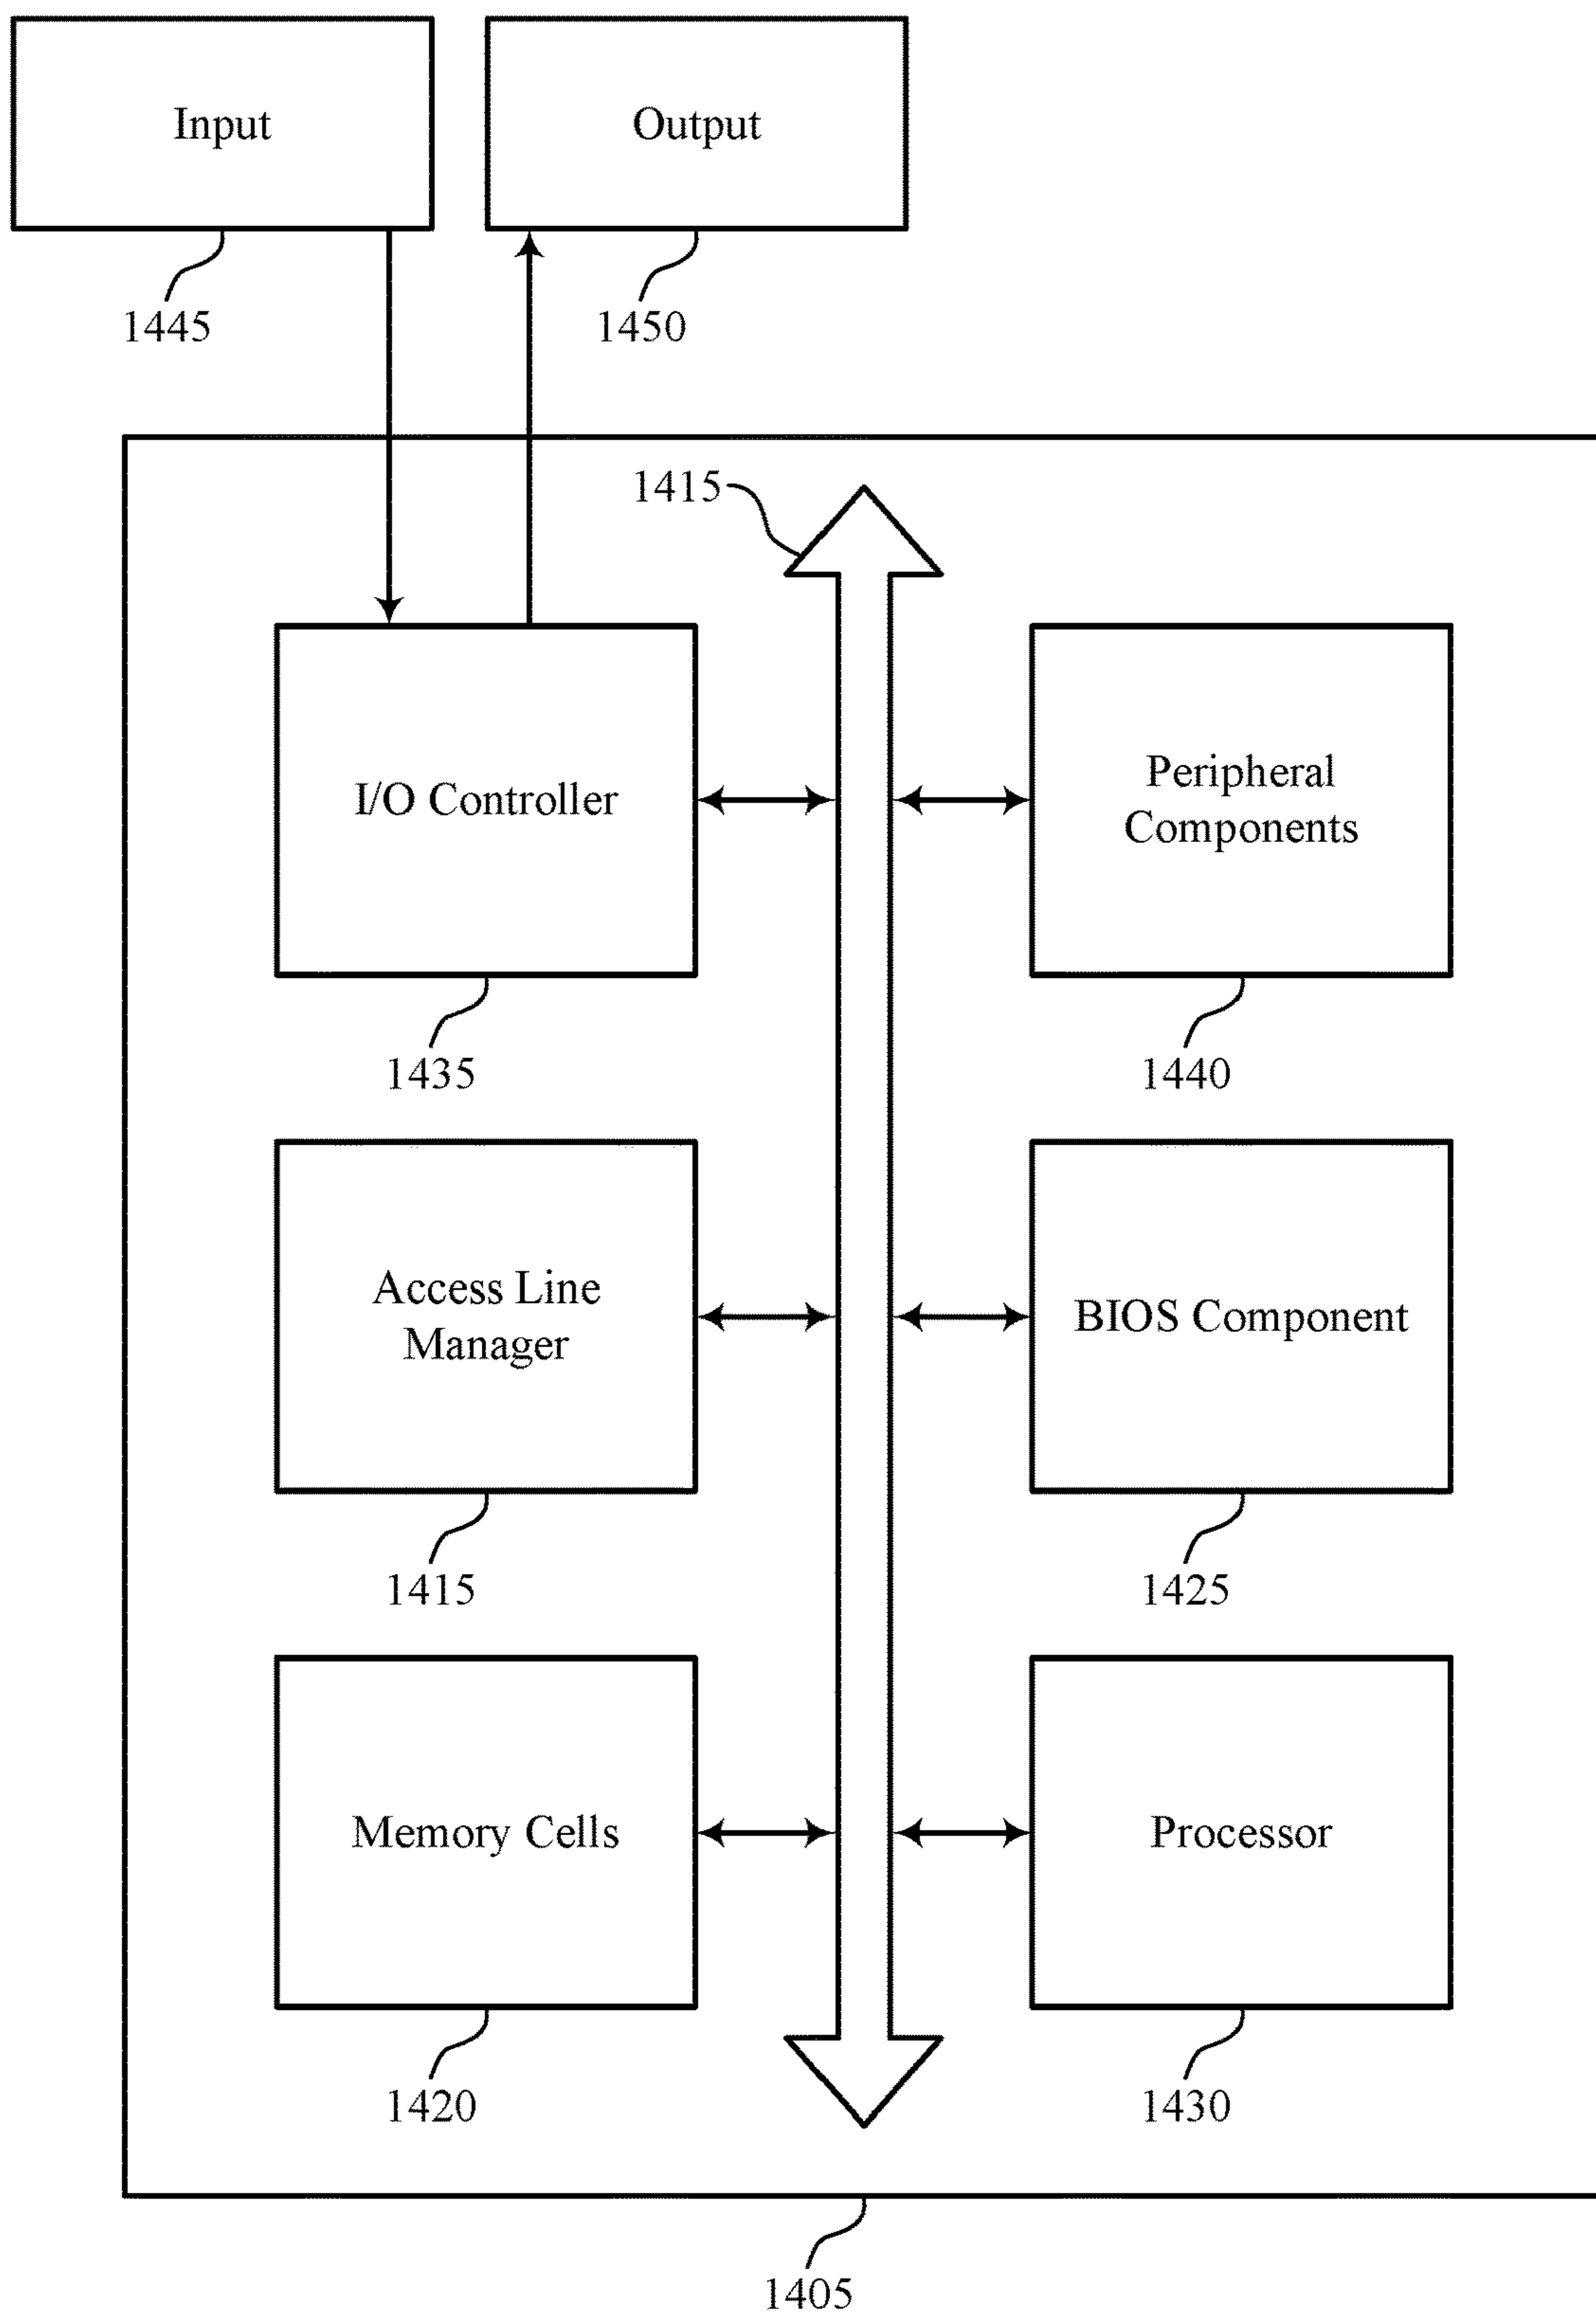 Input
Output
1445
1450
1415
I/O Controller
Peripheral
Components
1435
1440
Access Line
Manager
BIOS Component
1415
1425
Memory Cells
Processor
1420
1430
1405